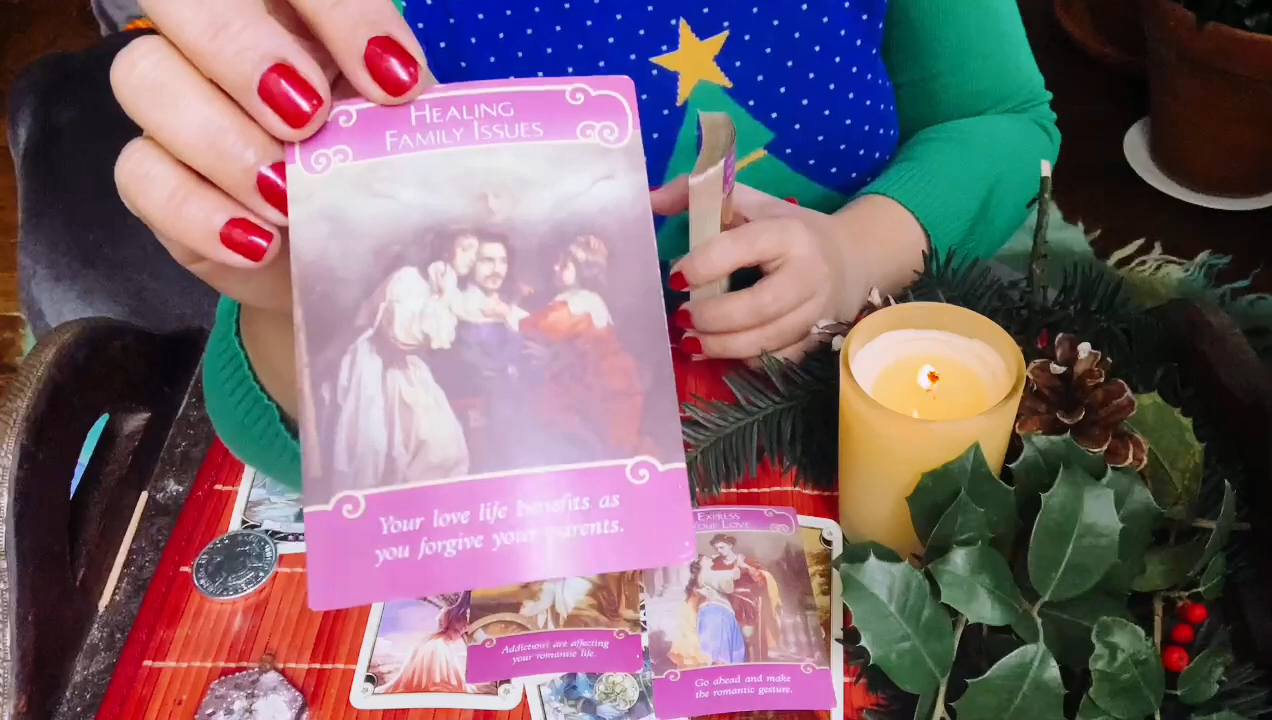 HEALING
FAMILY ISSUES
Your love life benefits as
you forgive your parents.
EXPRESS
YOUR LOVE
Addictions are affecting
your romantic life.
Go ahead and make
the romantic gesture.